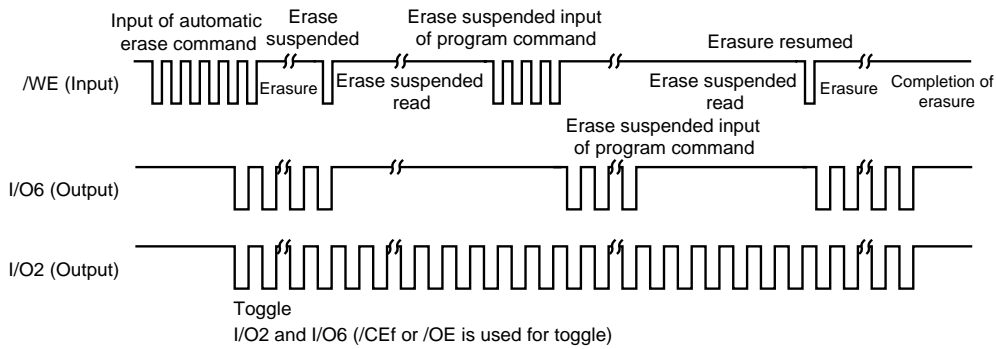 Input of automatic
erase command
Erase
suspended
Erase suspended input
of program command
Erasure resumed
/WE (Input)
Erasure
Erase suspended
read
Erase suspended
read
Erasure
Completion of
erasure
Erase suspended input
of program command
I/O6 (Output)
I/O2 (Output)
Toggle
I/O2 and I/O6 (/CEf or /OE is used for toggle)